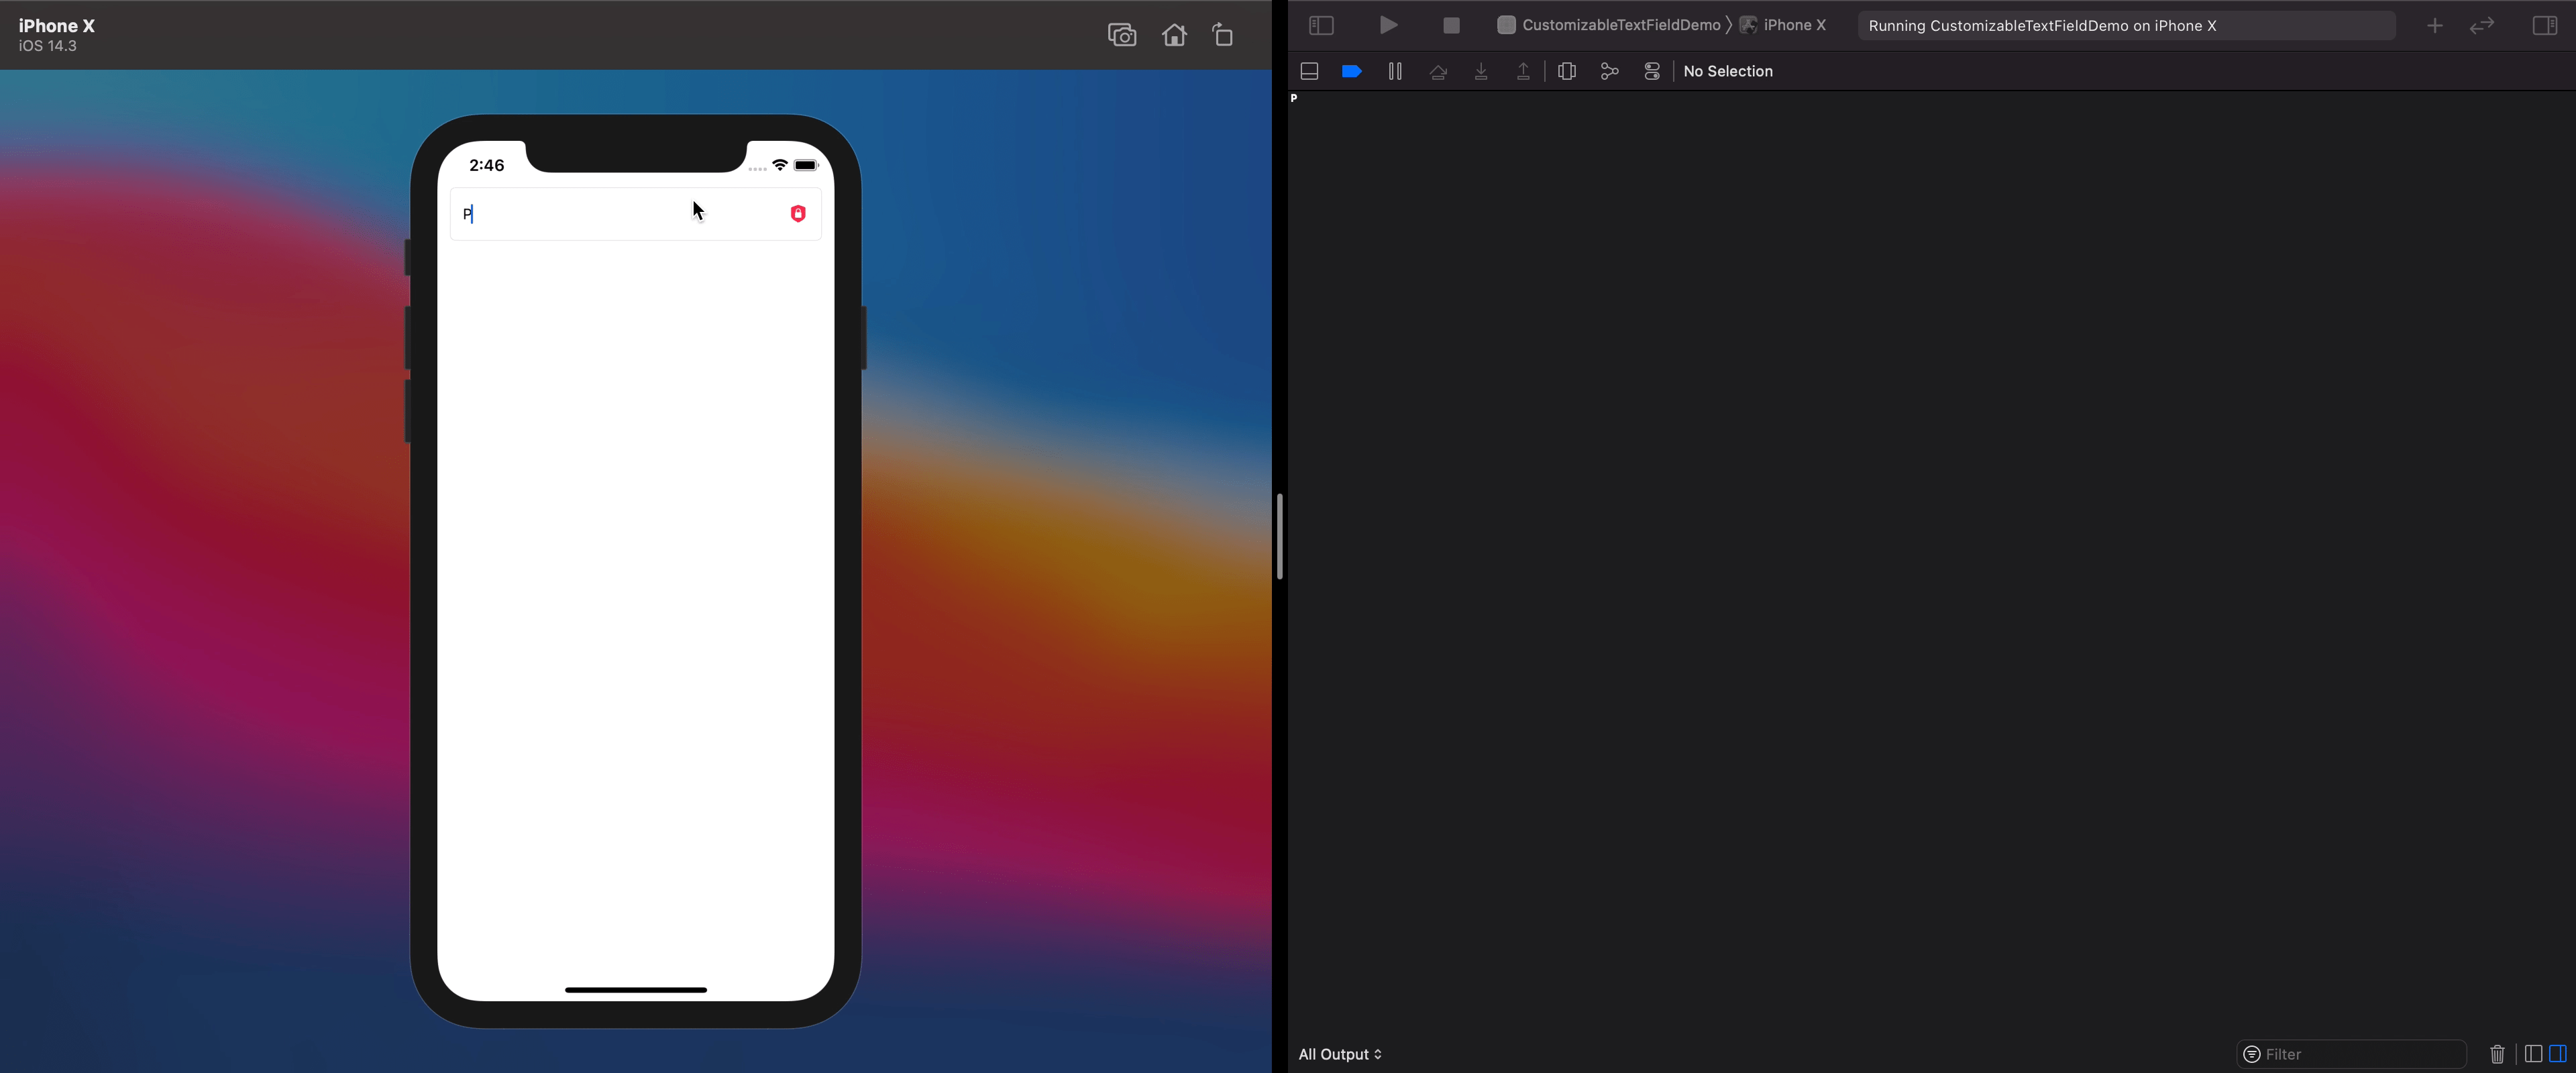 iPhone X
iOS 14.3
2:46
P
CustomizableTextFieldDemo 〉 iPhone X
Running CustomizableTextFieldDemo on iPhone X
No Selection
P
All Output
Filter